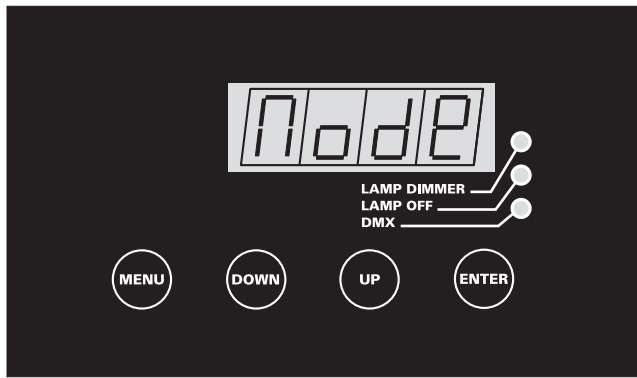 Mode
LAMP DIMMER
LAMP OFF
DMX
MENU DOWN UP ENTER